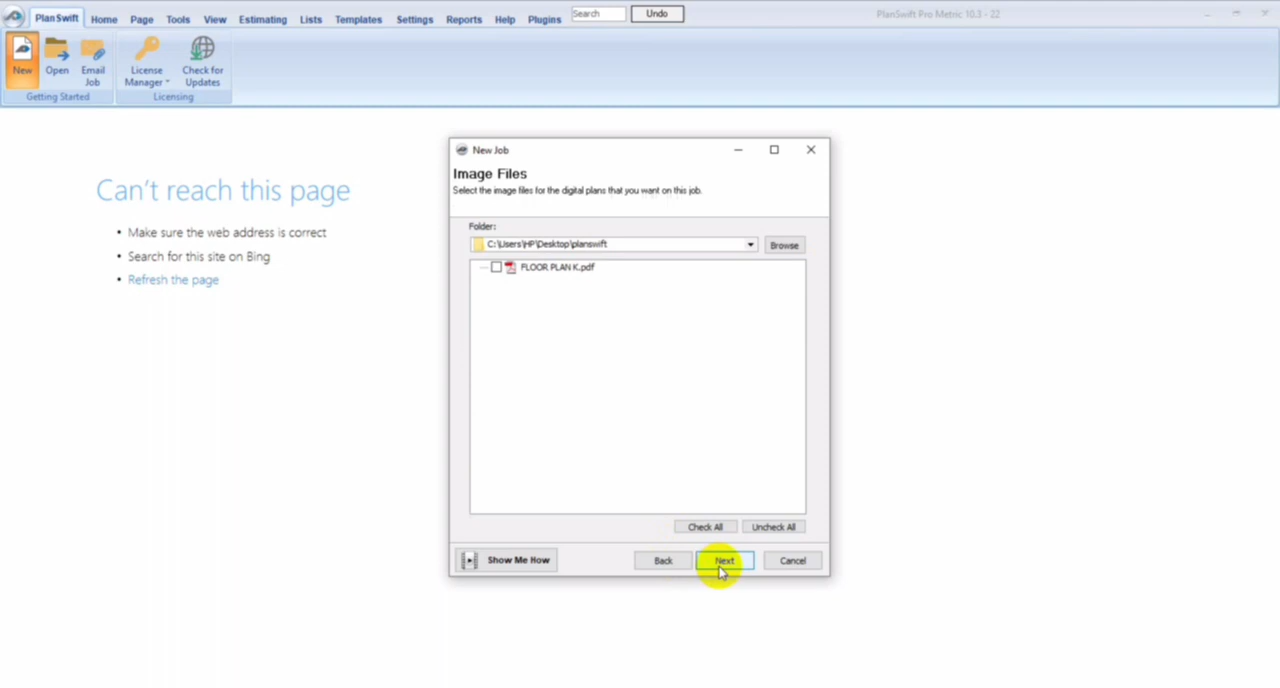 PlanSwift Home Page Tools View Estimating Lists Templates Settings Reports Help Plugins Search Undo PlanSwift Pro Metric 10.3 - 22
New Open Email Job License Manager Check for Updates
Getting Started Licensing
New Job
Image Files
Select the image files for the digital plans that you want on this job.
Can't reach this page
• Make sure the web address is correct
• Search for this site on Bing
• Refresh the page
Folder:
C:\Users\HP\Desktop\planswift Browse
FLOOR PLAN K.pdf
Check All Uncheck All
Show Me How Back Next Cancel